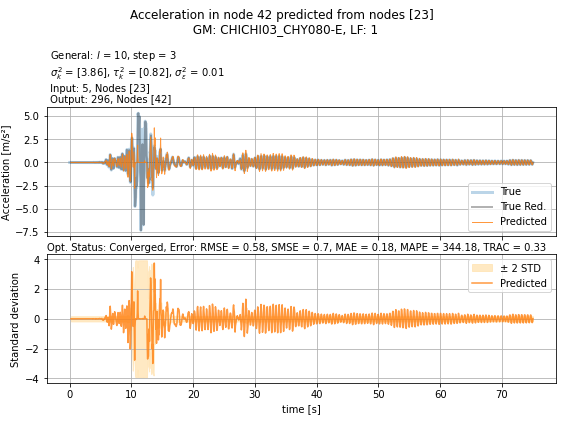 Acceleration in node 42 predicted from nodes [23]
GM: CHICHI03_CHY080-E, LF: 1
General: l = 10, step = 3
σ²ₖ = [3.86], τ²ₖ = [0.82], σ²ε = 0.01
Input: 5, Nodes [23]
Output: 296, Nodes [42]
Acceleration [m/s²]
5.0
2.5
0.0
−2.5
−5.0
−7.5
True
True Red.
Predicted
Opt. Status: Converged, Error: RMSE = 0.58, SMSE = 0.7, MAE = 0.18, MAPE = 344.18, TRAC = 0.33
Standard deviation
4
2
0
−2
−4
± 2 STD
Predicted
0 10 20 30 40 50 60 70
time [s]